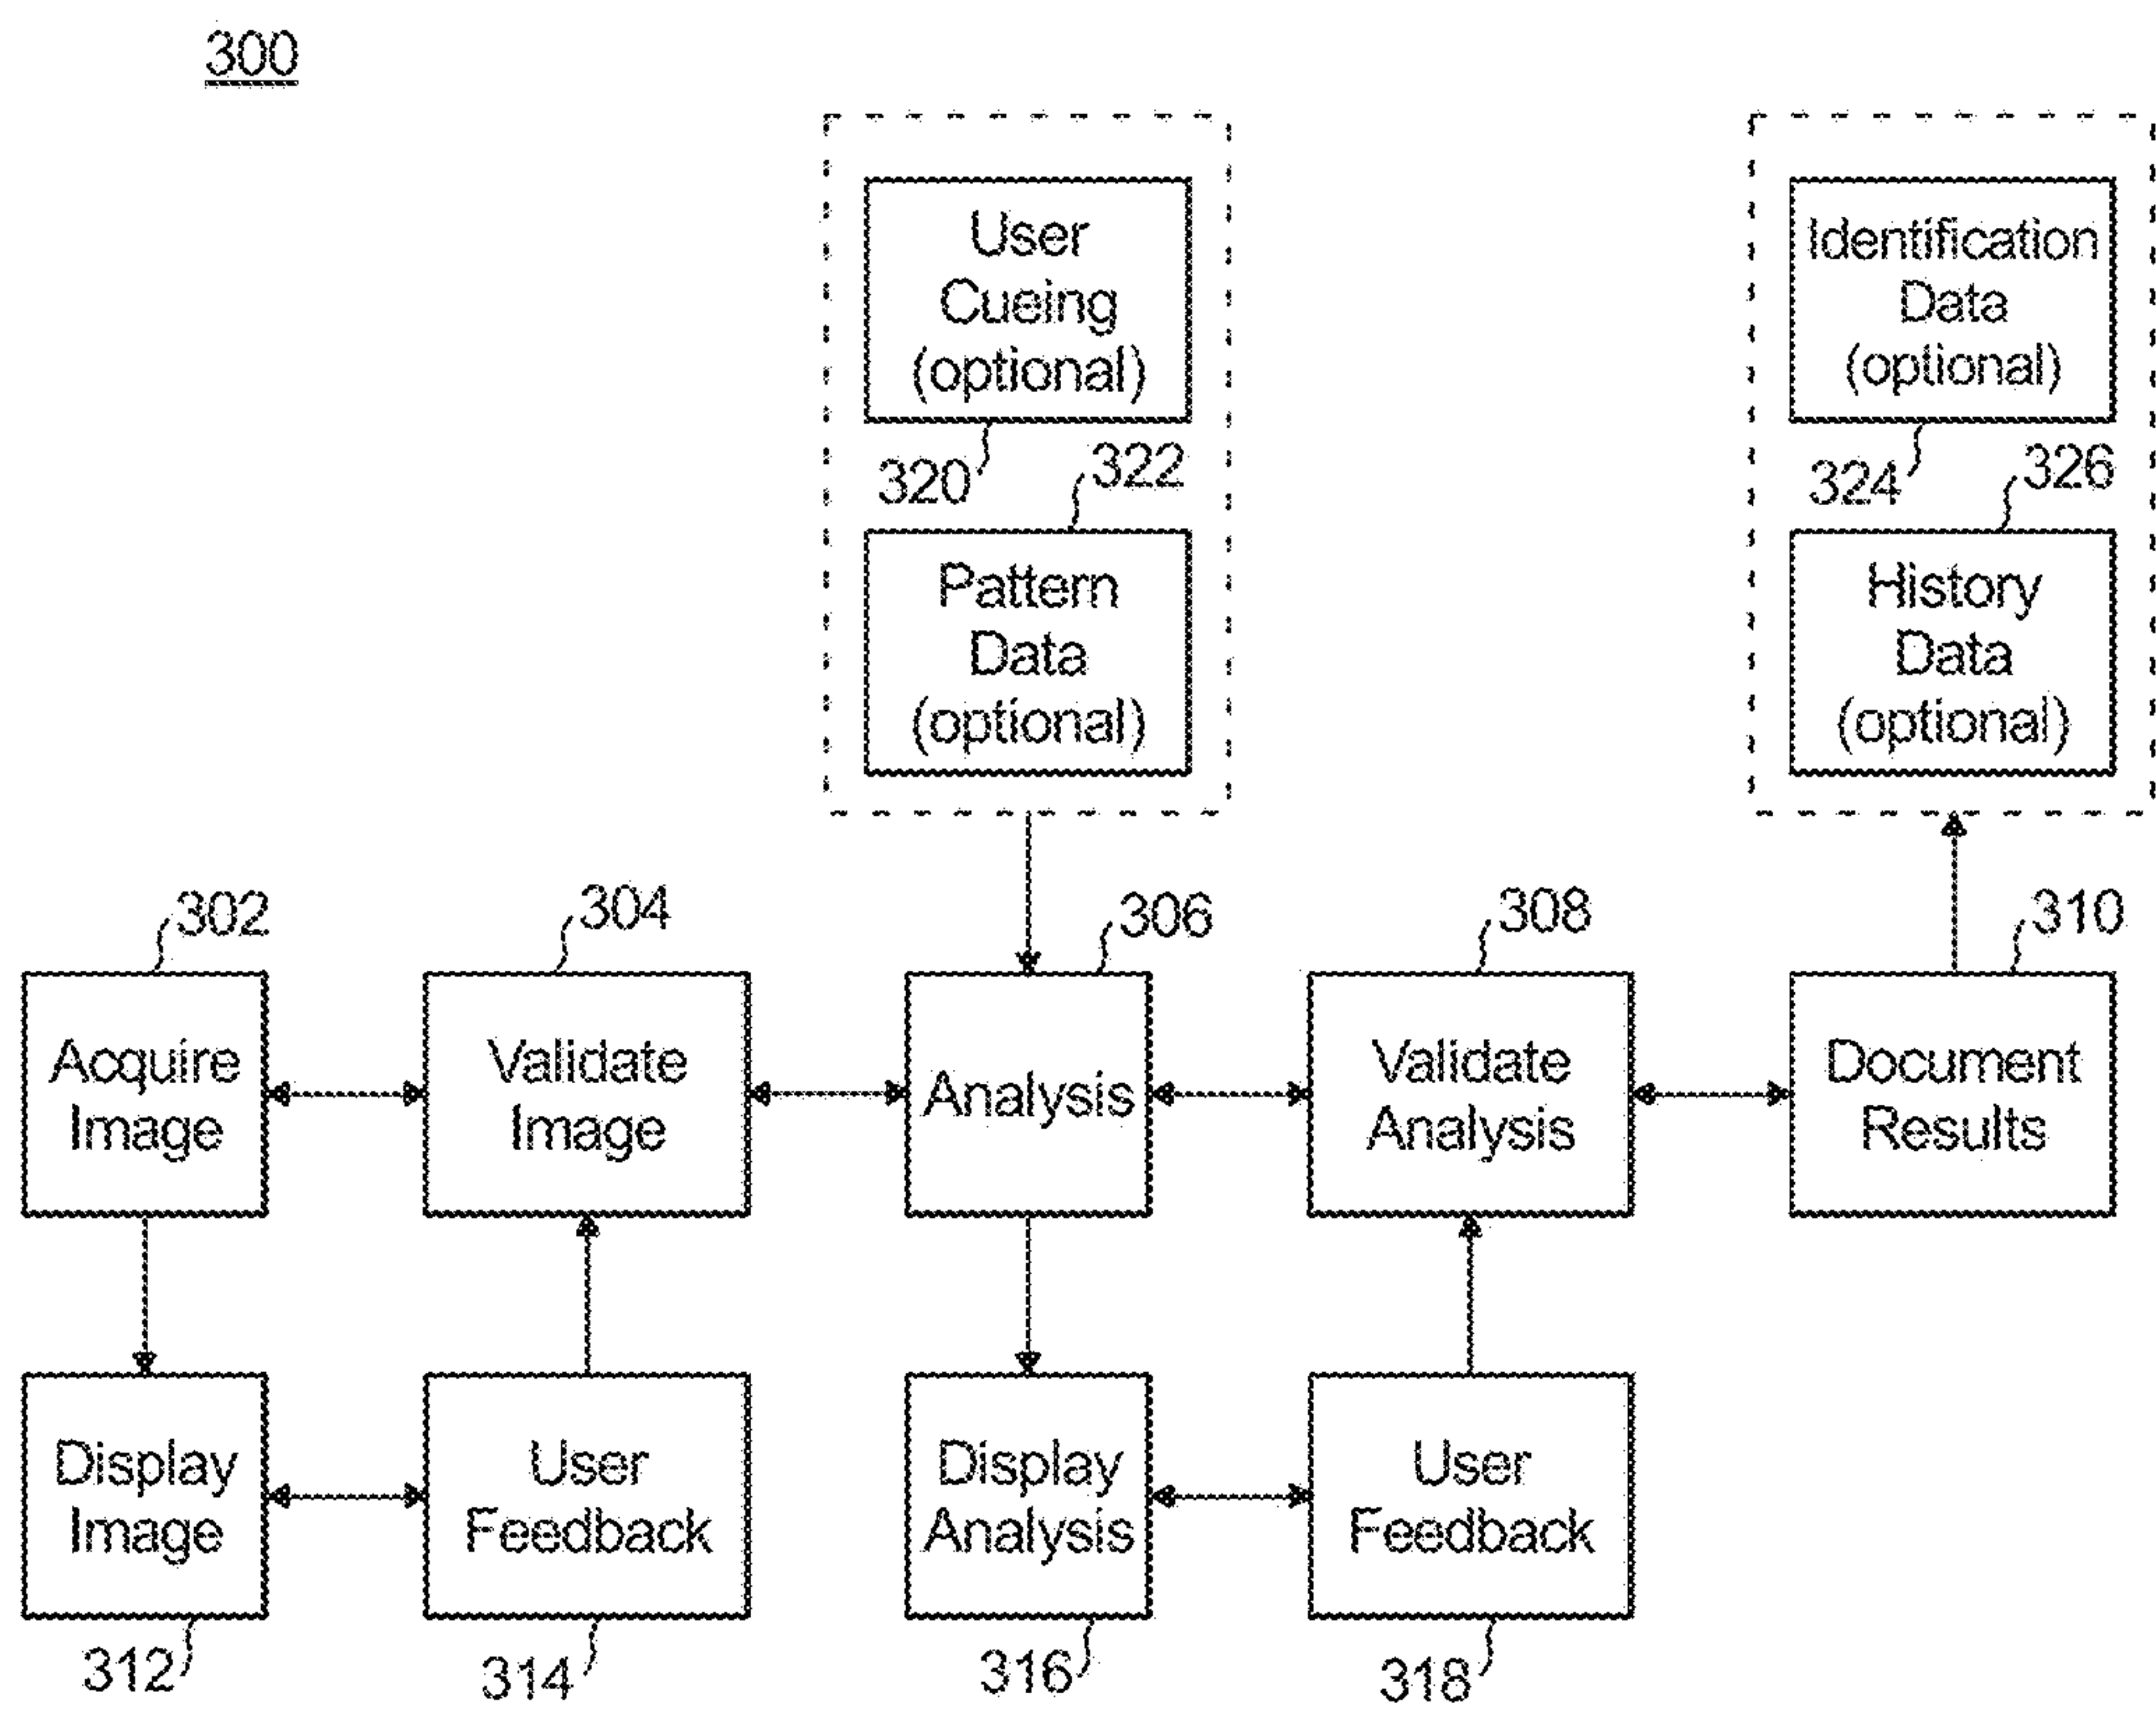 300
User
Cueing
(optional)
320
322
Pattern
Data
(optional)
Identification
Data
(optional)
324
326
History
Data
(optional)
302
304
306
308
310
Acquire
Image
Validate
Image
Analysis
Validate
Analysis
Document
Results
Display
Image
User
Feedback
Display
Analysis
User
Feedback
312
314
316
318